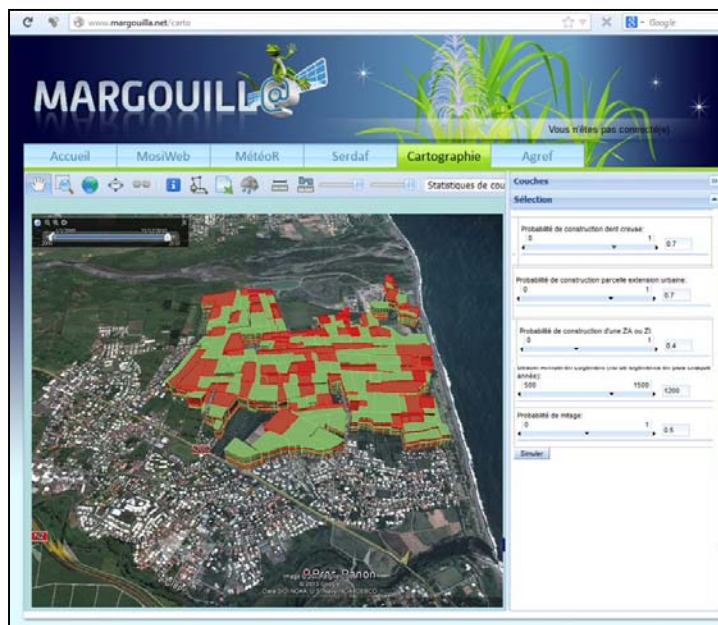 www.margouilla.net/carto
Google
MARGOUILL@
Vous n'êtes pas connecté(e)
Accueil MosiWeb MétéoR Serdaf Cartographie Agref
Statistiques de cou
Couches
Sélection
Probabilité de construction dent creuse:
0 1
0.7
Probabilité de construction parcelle extension urbaine.
0 1
0.7
Probabilité de construction d'une ZA ou ZI:
0 1
0.4
année):
500 1500
1200
Probabilité de mitage:
0 1
0.5
Simuler
N2